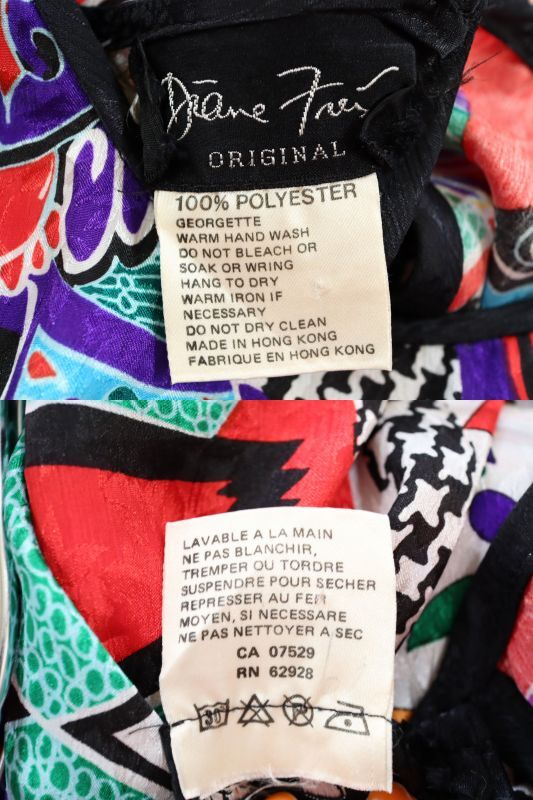 Diane Freis
ORIGINAL
100% POLYESTER
GEORGETTE
WARM HAND WASH
DO NOT BLEACH OR
SOAK OR WRING
HANG TO DRY
WARM IRON IF
NECESSARY
DO NOT DRY CLEAN
MADE IN HONG KONG
FABRIQUE EN HONG KONG
LAVABLE A LA MAIN
NE PAS BLANCHIR,
TREMPER OU TORDRE
SUSPENDRE POUR SECHER
REPRESSER AU FER
MOYEN, SI NECESSAIRE
NE PAS NETTOYER A SEC
CA 07529
RN 62928
30